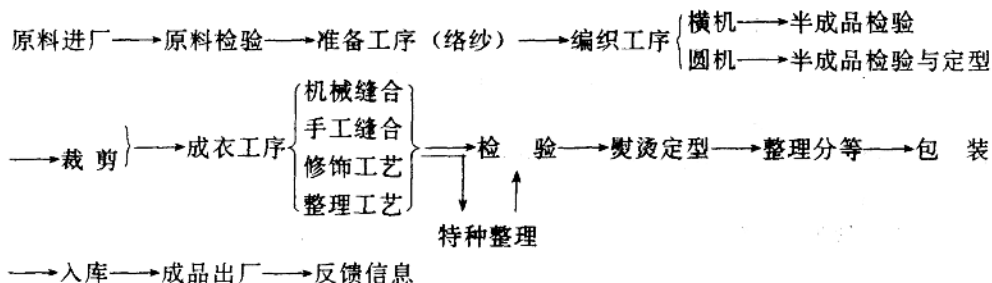 横机→半成品检验
原料进厂→原料检验→准备工序(络纱)→编织工序
圆机→半成品检验与定型
机械缝合
手工缝合
→裁剪→成衣工序 检验→熨烫定型→整理分等→包装
修饰工艺
整理工艺
特种整理
→入库→成品出厂→反馈信息